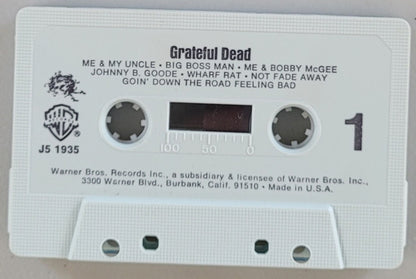 Grateful Dead
ME & MY UNCLE • BIG BOSS MAN • ME & BOBBY McGEE
JOHNNY B. GOODE • WHARF RAT • NOT FADE AWAY
GOIN' DOWN THE ROAD FEELING BAD
WB
J5 1935
100 50 0
1
Warner Bros. Records Inc., a subsidiary & licensee of Warner Bros. Inc.,
3300 Warner Blvd., Burbank, Calif. 91510 • Made in U.S.A.